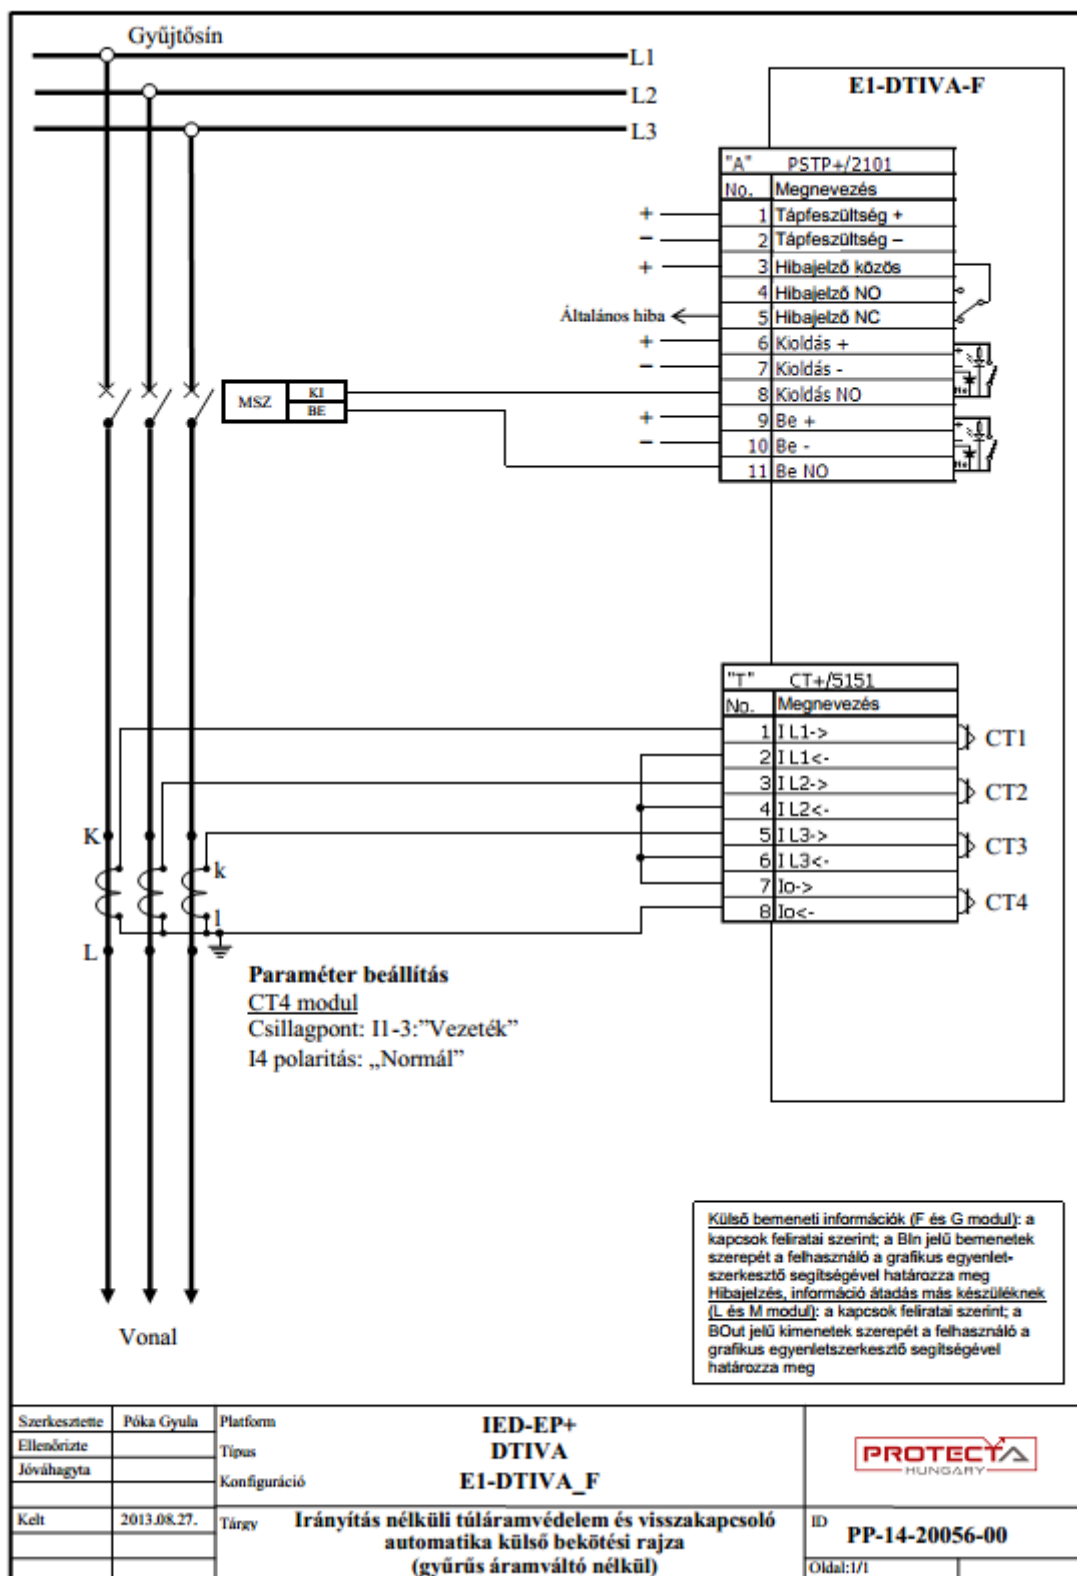 Gyűjtősín
L1
L2
L3
E1-DTIVA-F
"A" PSTP+/2101
No. Megnevezés
+ 1 Tápfeszültség +
− 2 Tápfeszültség −
+ 3 Hibajelző közös
4 Hibajelző NO
Általános hiba 5 Hibajelző NC
+ 6 Kioldás +
− 7 Kioldás -
8 Kioldás NO
+ 9 Be +
− 10 Be -
11 Be NO
MSZ KI
BE
"T" CT+/5151
No. Megnevezés
1 I L1->
2 I L1<-
CT1
3 I L2->
4 I L2<-
CT2
5 I L3->
6 I L3<-
CT3
7 Io->
8 Io<-
CT4
K
k
l
L
Paraméter beállítás
CT4 modul
Csillagpont: I1-3:”Vezeték”
I4 polaritás: „Normál”
Külső bemeneti információk (F és G modul): a
kapcsok feliratai szerint; a BIn jelű bemenetek
szerepét a felhasználó a grafikus egyenlet-
szerkesztő segítségével határozza meg
Hibajelzés, információ átadás más készüléknek
(L és M modul): a kapcsok feliratai szerint; a
BOut jelű kimenetek szerepét a felhasználó a
grafikus egyenletszerkesztő segítségével
határozza meg
Vonal
Szerkesztette Póka Gyula
Ellenőrizte
Jóváhagyta
Kelt 2013.08.27.
Platform IED-EP+
Típus DTIVA
Konfiguráció E1-DTIVA_F
Tárgy Irányítás nélküli túláramvédelem és visszakapcsoló
automatika külső bekötési rajza
(gyűrűs áramváltó nélkül)
PROTECTA
HUNGARY
ID
PP-14-20056-00
Oldal:1/1